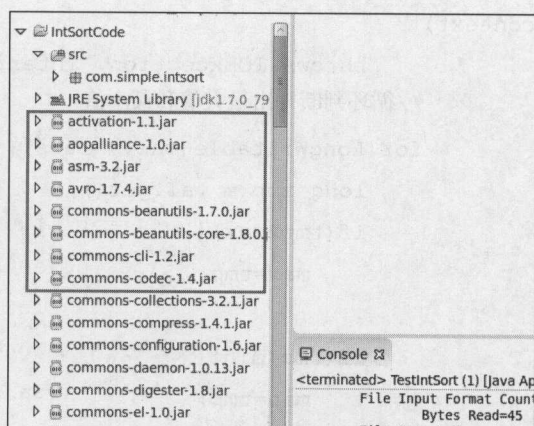 IntSortCode
src
com.simple.intsort
JRE System Library [jdk1.7.0_79
activation-1.1.jar
aopalliance-1.0.jar
asm-3.2.jar
avro-1.7.4.jar
commons-beanutils-1.7.0.jar
commons-beanutils-core-1.8.0.j
commons-cli-1.2.jar
commons-codec-1.4.jar
commons-collections-3.2.1.jar
commons-compress-1.4.1.jar
commons-configuration-1.6.jar
commons-daemon-1.0.13.jar
commons-digester-1.8.jar
commons-el-1.0.jar
Console
<terminated> TestIntSort (1) [Java Ap
File Input Format Count
Bytes Read=45